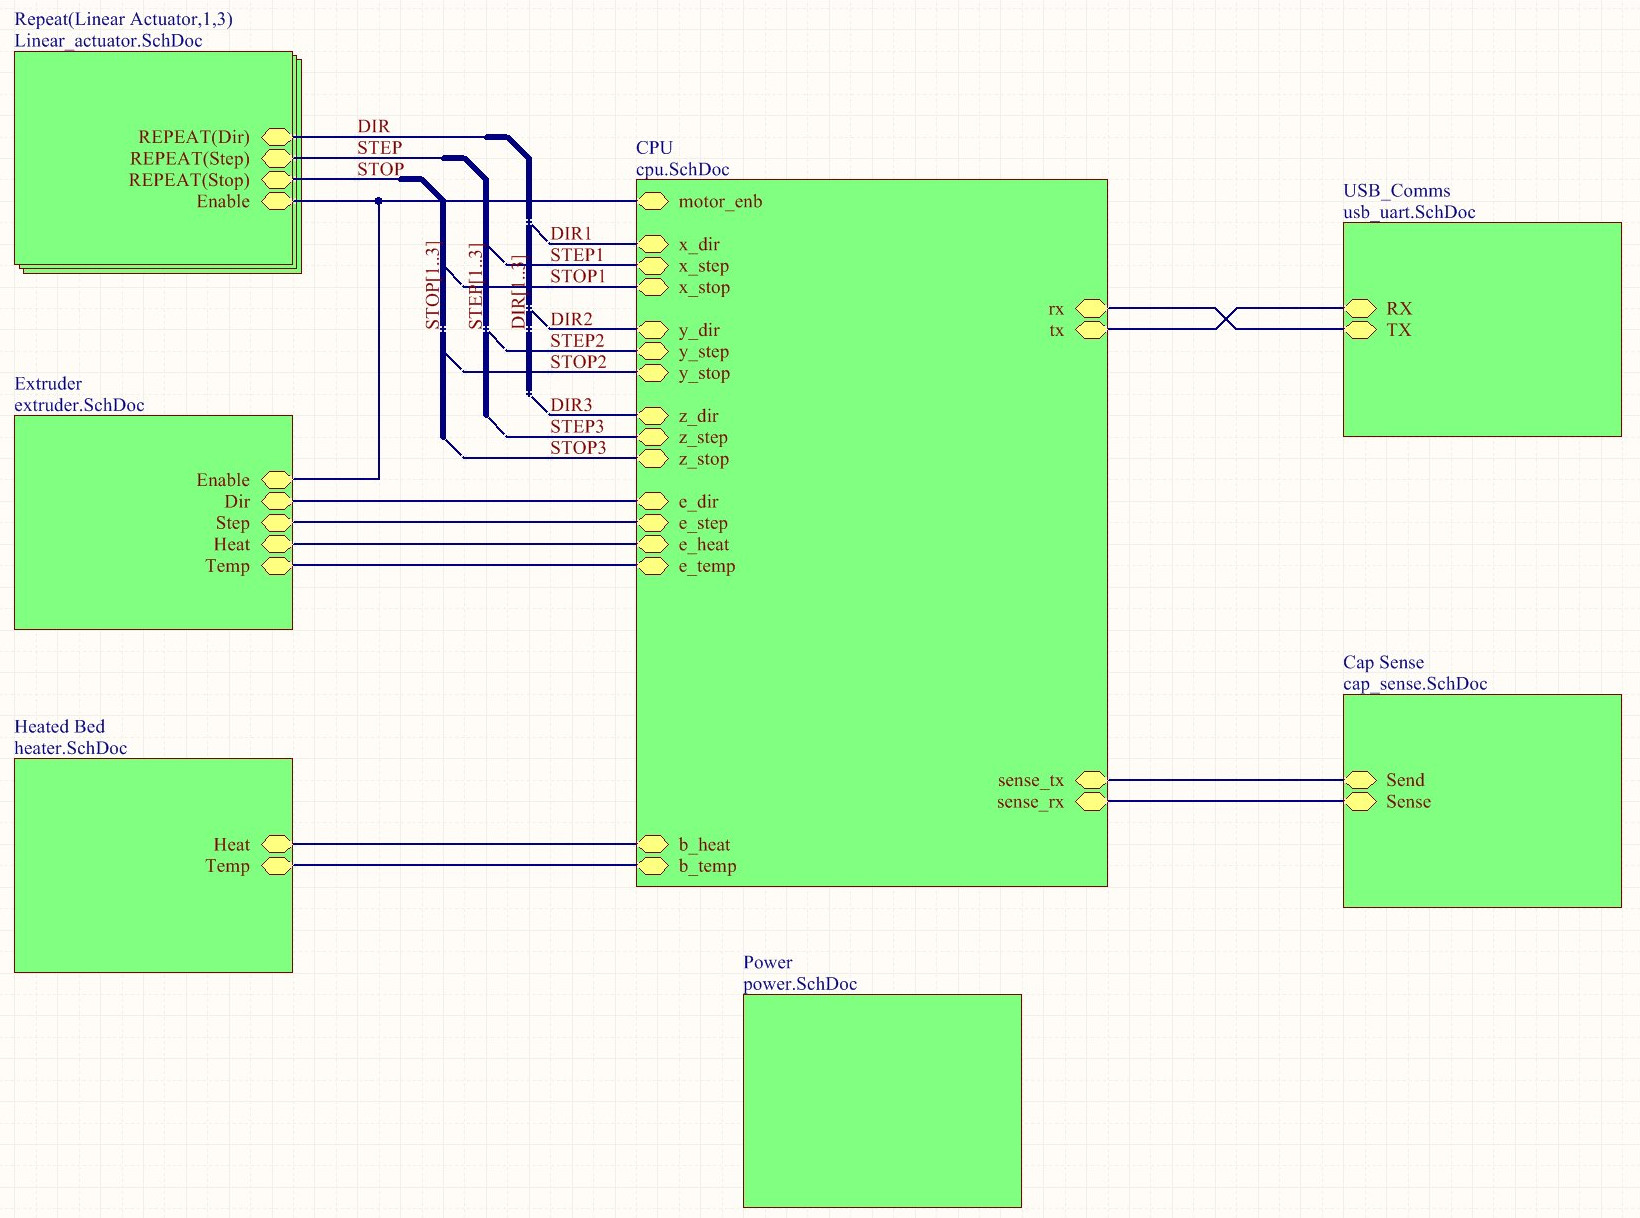 Repeat(Linear Actuator,1,3)
Linear_actuator.SchDoc
REPEAT(Dir)
REPEAT(Step)
REPEAT(Stop)
Enable
DIR
STEP
STOP
STOP[1..3]
STEP[1..3]
DIR[1..3]
DIR1
STEP1
STOP1
DIR2
STEP2
STOP2
DIR3
STEP3
STOP3
CPU
cpu.SchDoc
motor_enb
x_dir
x_step
x_stop
y_dir
y_step
y_stop
z_dir
z_step
z_stop
e_dir
e_step
e_heat
e_temp
b_heat
b_temp
rx
tx
sense_tx
sense_rx
USB_Comms
usb_uart.SchDoc
RX
TX
Extruder
extruder.SchDoc
Enable
Dir
Step
Heat
Temp
Cap Sense
cap_sense.SchDoc
Send
Sense
Heated Bed
heater.SchDoc
Heat
Temp
Power
power.SchDoc